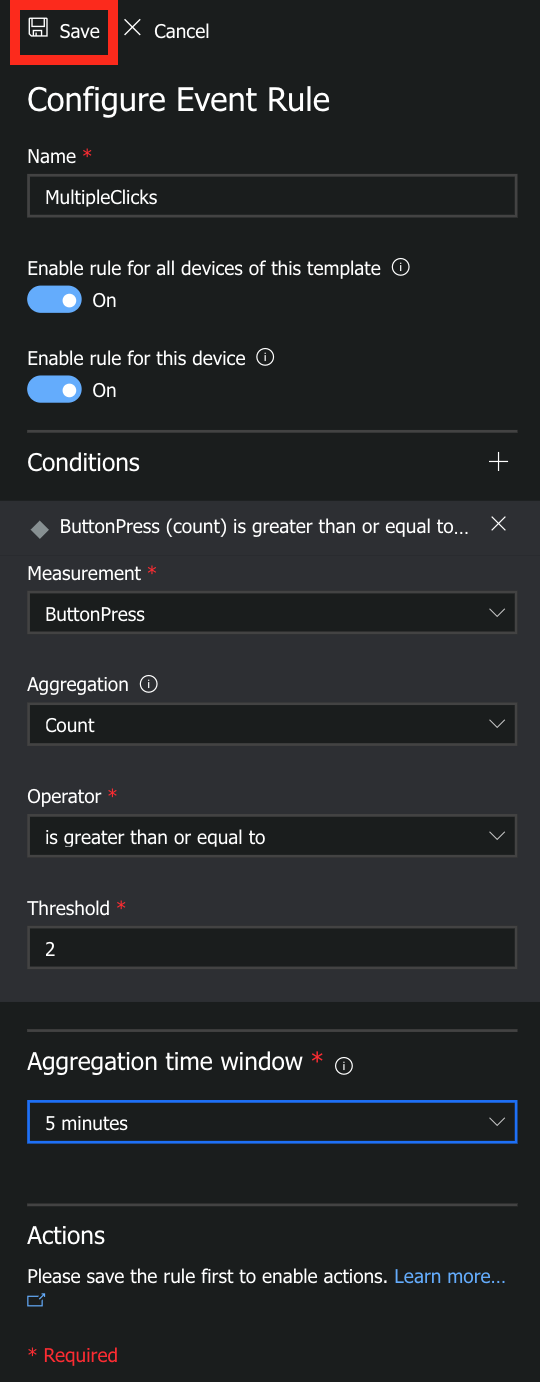 Save Cancel
Configure Event Rule
Name *
MultipleClicks
Enable rule for all devices of this template
On
Enable rule for this device
On
Conditions
ButtonPress (count) is greater than or equal to...
Measurement *
ButtonPress
Aggregation
Count
Operator *
is greater than or equal to
Threshold *
2
Aggregation time window *
5 minutes
Actions
Please save the rule first to enable actions. Learn more...
* Required